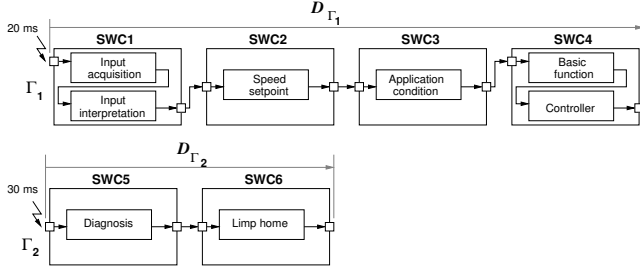 D Γ1
20 ms
SWC1 SWC2 SWC3 SWC4
Input
acquisition
Input
interpretation
Speed
setpoint
Application
condition
Basic
function
Controller
Γ1
D Γ2
30 ms
SWC5 SWC6
Diagnosis
Limp home
Γ2